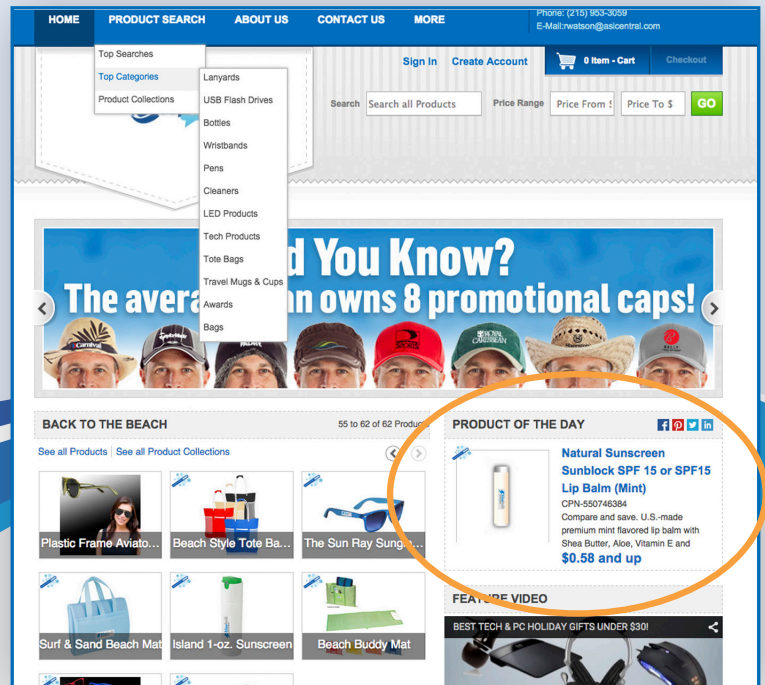 HOME PRODUCT SEARCH ABOUT US CONTACT US MORE
Phone: (215) 953-3059
E-Mail:rwatson@asicentral.com
Top Searches
Top Categories
Product Collections
Lanyards
USB Flash Drives
Bottles
Wristbands
Pens
Cleaners
LED Products
Tech Products
Tote Bags
Travel Mugs & Cups
Awards
Bags
Sign In Create Account 0 Item - Cart Checkout
Search Search all Products Price Range Price From Price To $ GO
You Know?
The n owns 8 promotional caps!
Carnival
ROYAL CARIBBEAN
BACK TO THE BEACH 55 to 62 of 62 Products
See all Products See all Product Collections
Plastic Frame Aviato... Beach Style Tote Ba... The Sun Ray Sung...
Surf & Sand Beach Mat Island 1-oz. Sunscreen Beach Buddy Mat
PRODUCT OF THE DAY
Natural Sunscreen
Sunblock SPF 15 or SPF15
Lip Balm (Mint)
CPN-550746384
Compare and save. U.S.-made
premium mint flavored lip balm with
Shea Butter, Aloe, Vitamin E and
$0.58 and up
FEATURE VIDEO
BEST TECH & PC HOLIDAY GIFTS UNDER $30!